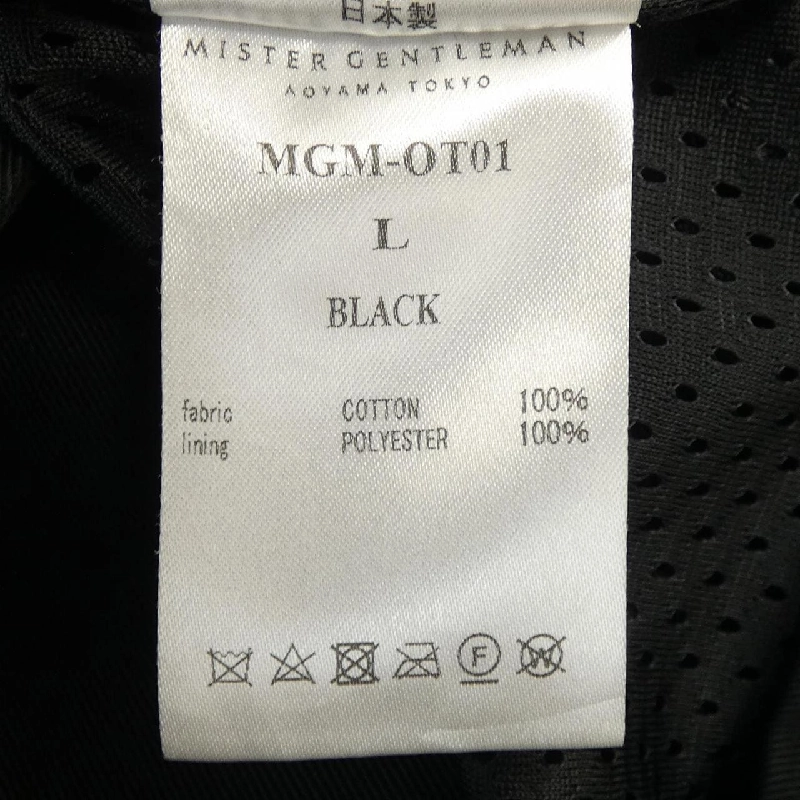 日本製
MISTER GENTLEMAN
AOYAMA TOKYO
MGM-OT01
L
BLACK
fabric COTTON 100%
lining POLYESTER 100%
F W